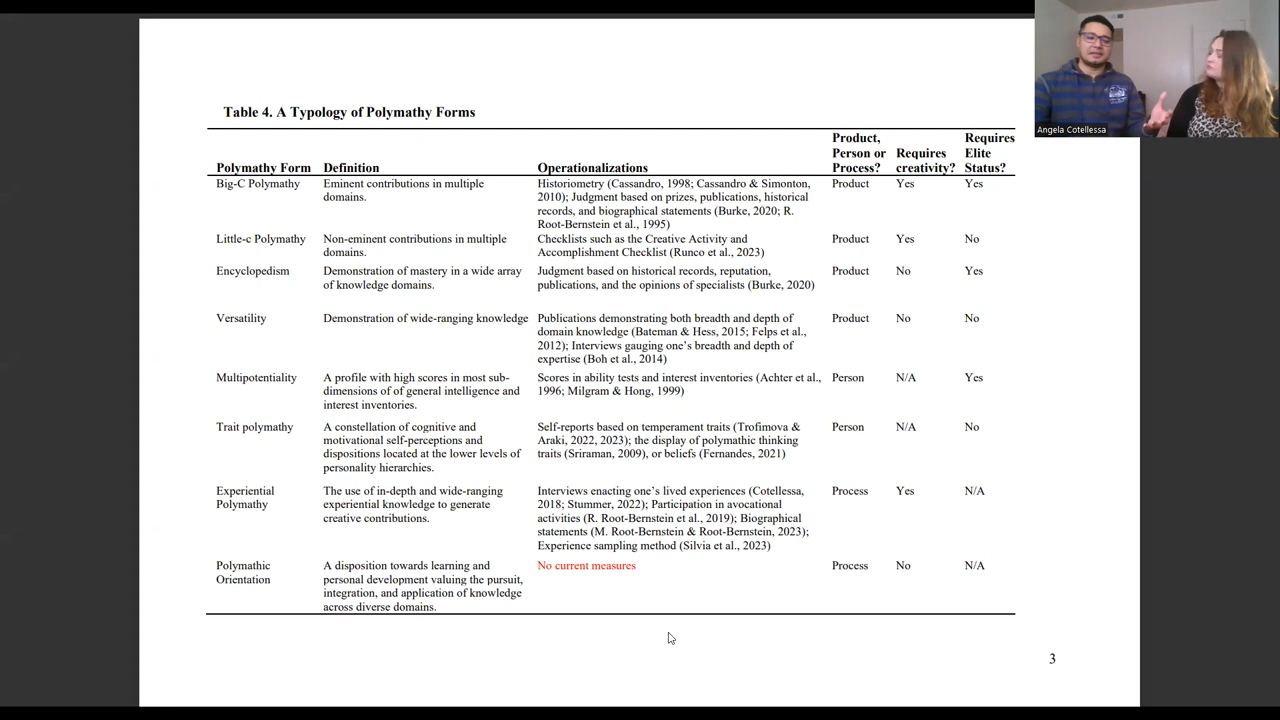 Table 4. A Typology of Polymathy Forms
Polymathy Form Definition Operationalizations Product, Person or Process? Requires creativity? Requires Elite Status?
Big-C Polymathy Eminent contributions in multiple domains. Historiometry (Cassandro, 1998; Cassandro & Simonton, 2010); Judgment based on prizes, publications, historical records, and biographical statements (Burke, 2020; R. Root-Bernstein et al., 1995) Product Yes Yes
Little-c Polymathy Non-eminent contributions in multiple domains. Checklists such as the Creative Activity and Accomplishment Checklist (Runco et al., 2023) Product Yes No
Encyclopedism Demonstration of mastery in a wide array of knowledge domains. Judgment based on historical records, reputation, publications, and the opinions of specialists (Burke, 2020) Product No Yes
Versatility Demonstration of wide-ranging knowledge Publications demonstrating both breadth and depth of domain knowledge (Bateman & Hess, 2015; Felps et al., 2012); Interviews gauging one's breadth and depth of expertise (Boh et al., 2014) Product No No
Multipotentiality A profile with high scores in most sub-dimensions of of general intelligence and interest inventories. Scores in ability tests and interest inventories (Achter et al., 1996; Milgram & Hong, 1999) Person N/A Yes
Trait polymathy A constellation of cognitive and motivational self-perceptions and dispositions located at the lower levels of personality hierarchies. Self-reports based on temperament traits (Trofimova & Araki, 2022, 2023); the display of polymathic thinking traits (Sriraman, 2009), or beliefs (Fernandes, 2021) Person N/A No
Experiential Polymathy The use of in-depth and wide-ranging experiential knowledge to generate creative contributions. Interviews enacting one's lived experiences (Cotellessa, 2018; Stummer, 2022); Participation in avocational activities (R. Root-Bernstein et al., 2019); Biographical statements (M. Root-Bernstein & Root-Bernstein, 2023); Experience sampling method (Silvia et al., 2023) Process Yes N/A
Polymathic Orientation A disposition towards learning and personal development valuing the pursuit, integration, and application of knowledge across diverse domains. No current measures Process No N/A
3
Angela Cotellessa